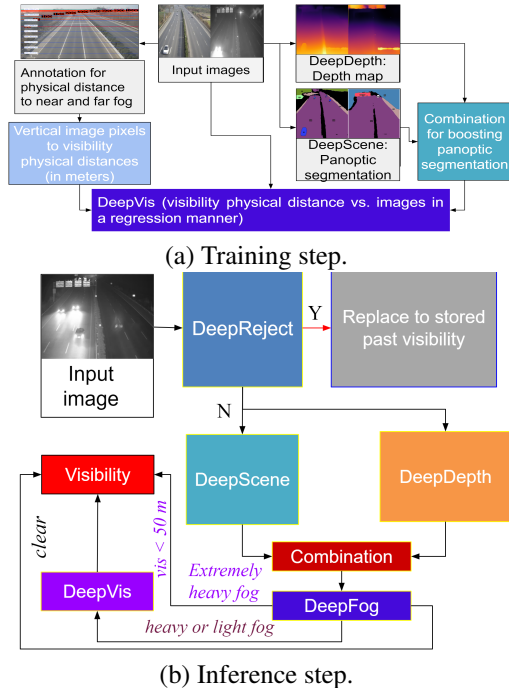 Annotation for
physical distance
to near and far fog
Input images
DeepDepth:
Depth map
DeepScene:
Panoptic
segmentation
Vertical image pixels
to visibility
physical distances
(in meters)
Combination
for boosting
panoptic
segmentation
DeepVis (visibility physical distance vs. images in
a regression manner)
(a) Training step.
Input
image
DeepReject
Y
Replace to stored
past visibility
N
DeepScene
DeepDepth
Visibility
clear
vis < 50 m
Combination
Extremely
heavy fog
DeepVis
DeepFog
heavy or light fog
(b) Inference step.